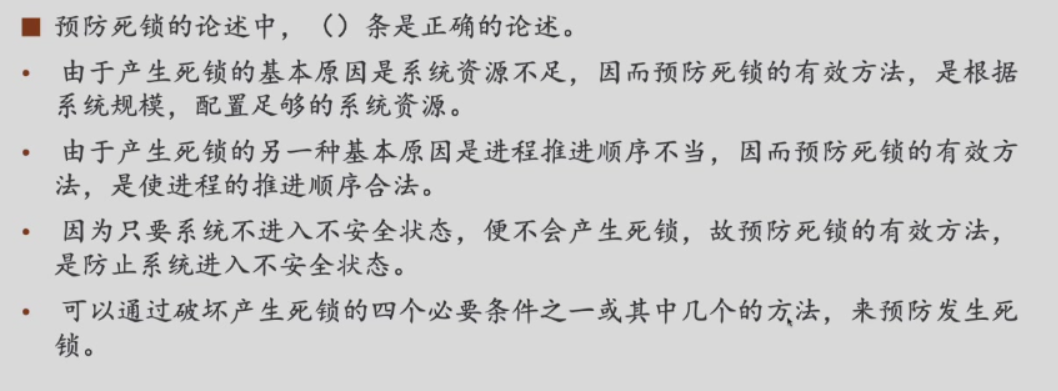 ■ 预防死锁的论述中，（）条是正确的论述。
• 由于产生死锁的基本原因是系统资源不足，因而预防死锁的有效方法，是根据
系统规模，配置足够的系统资源。
• 由于产生死锁的另一种基本原因是进程推进顺序不当，因而预防死锁的有效方
法，是使进程的推进顺序合法。
• 因为只要系统不进入不安全状态，便不会产生死锁，故预防死锁的有效方法，
是防止系统进入不安全状态。
• 可以通过破坏产生死锁的四个必要条件之一或其中几个的方法，来预防发生死
锁。